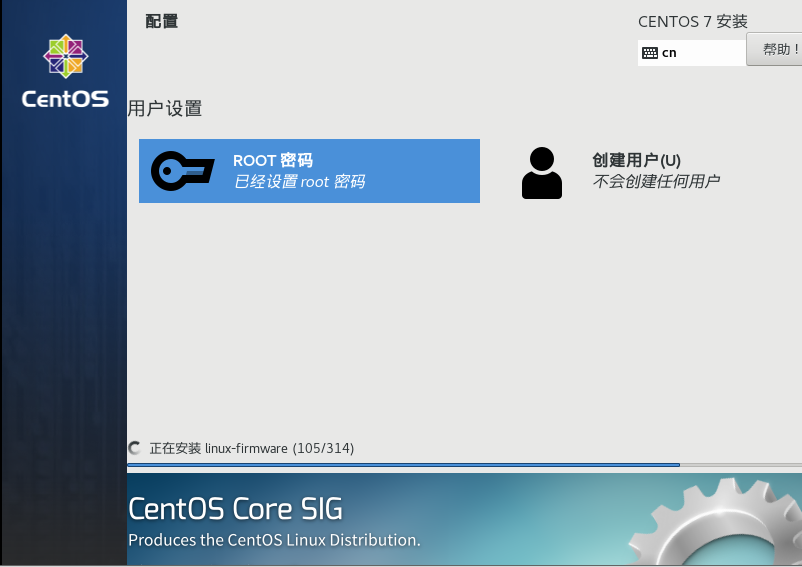 配置
CENTOS 7 安装
cn
帮助！
CentOS
用户设置
ROOT 密码
已经设置 root 密码
创建用户(U)
不会创建任何用户
正在安装 linux-firmware (105/314)
CentOS Core SIG
Produces the CentOS Linux Distribution.